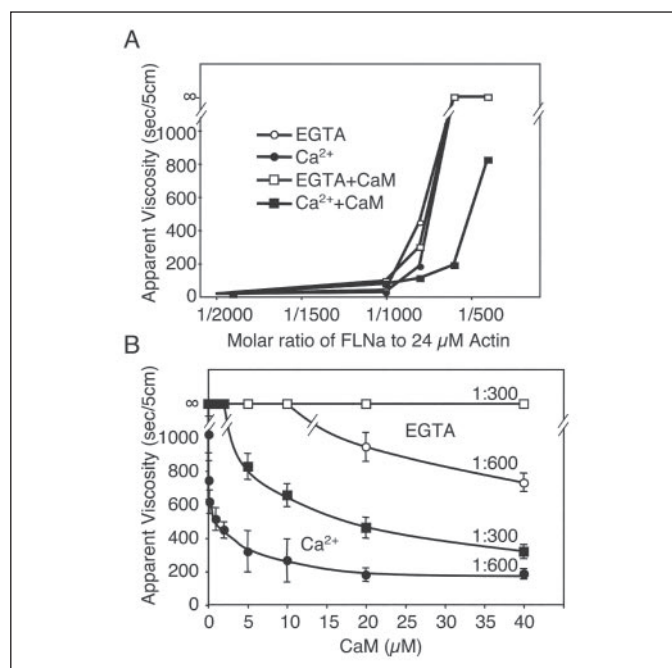 A
Apparent Viscosity (sec/5cm)
∞
1000
800
600
400
200
0
EGTA
Ca²⁺
EGTA+CaM
Ca²⁺+CaM
1/2000 1/1500 1/1000 1/500
Molar ratio of FLNa to 24 µM Actin
B
Apparent Viscosity (sec/5cm)
∞
1000
800
600
400
200
0
1:300
EGTA
1:600
1:300
Ca²⁺
1:600
0 5 10 15 20 25 30 35 40
CaM (µM)